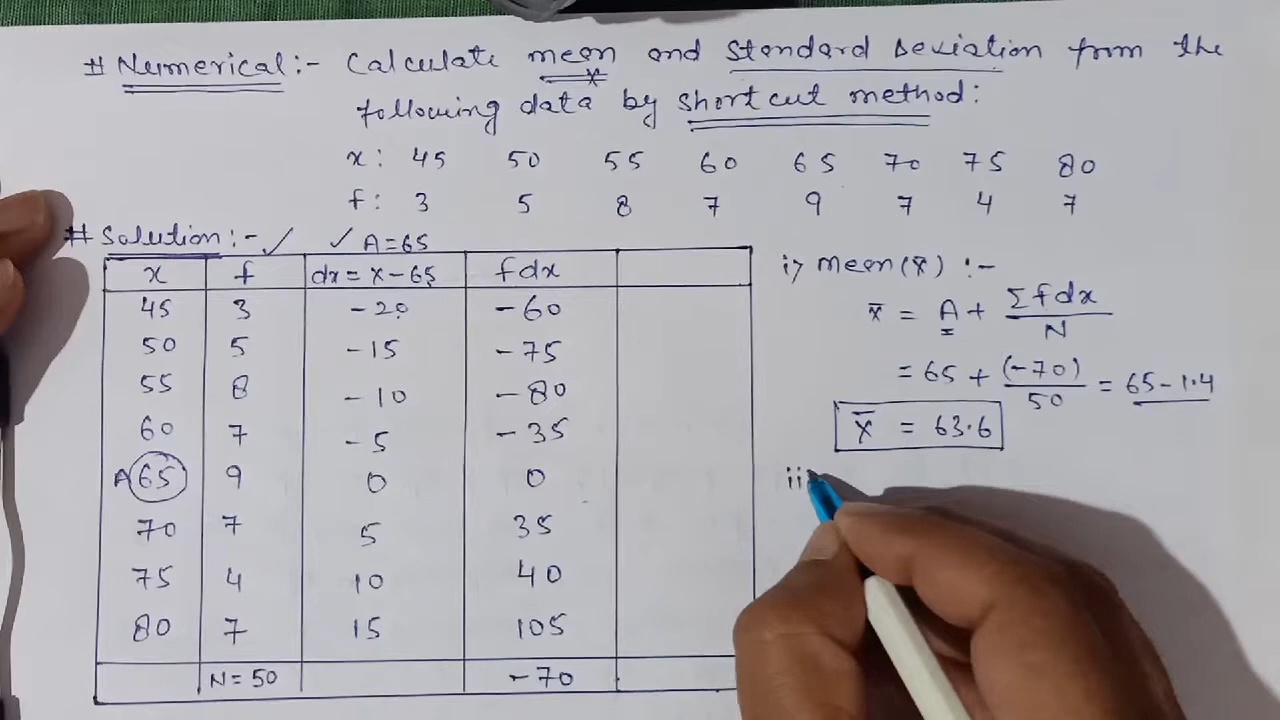 # Numerical:- Calculate mean and Standard Deviation from the
following data by Shortcut method:
x: 45 50 55 60 65 70 75 80
f: 3 5 8 7 9 7 4 7
# Solution:- ✓ ✓ A=65
x f dx = x-65 fdx
45 3 -20 -60
50 5 -15 -75
55 8 -10 -80
60 7 -5 -35
A 65 9 0 0
70 7 5 35
75 4 10 40
80 7 15 105
N=50 -70
i) mean(x̄) :-
x̄ = A + Σfdx / N
= 65 + (-70) / 50 = 65-1.4
x̄ = 63.6
ii